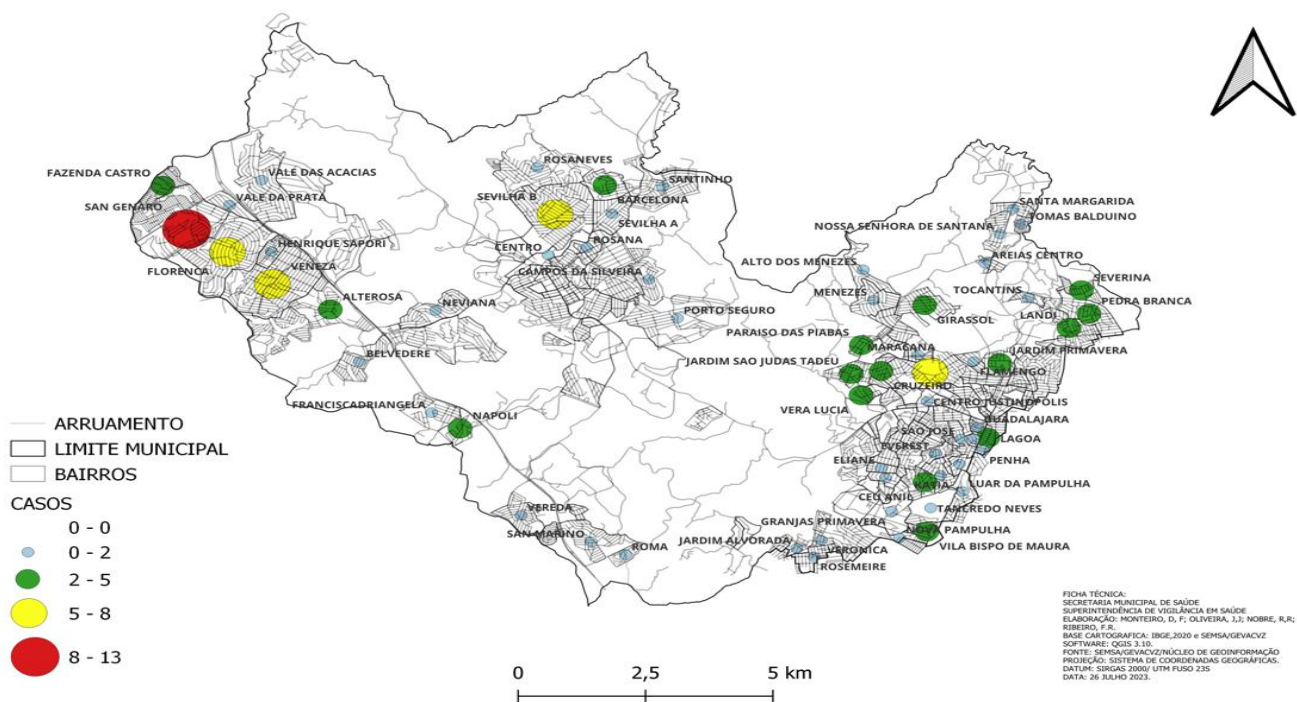 ROSANEVES
FAZENDA CASTRO
VALE DAS ACACIAS
SANTINHO
SEVILHA B
BARCELONA
VALE DA PRATA
SAN GENARO
SANTA MARGARIDA
TOMAS BALDUINO
SEVILHA A
NOSSA SENHORA DE SANTANA
HENRIQUE SAPORI
CENTRO
ROSANA
AREIAS CENTRO
ALTO DOS MENEZES
FLORENCA
VENEZA
CAMPOS DA SILVEIRA
SEVERINA
MENEZES
TOCANTINS
ALTEROSA
NEVIANA
PEDRA BRANCA
PORTO SEGURO
GIRASSOL
LANDI
PARAISO DAS PIABAS
MARACANA
JARDIM PRIMAVERA
BELVEDERE
JARDIM SAO JUDAS TADEU
FLAMENGO
CRUZEIRO
FRANCISCADRIANGELA
CENTRO JUSTINOPOLIS
NAPOLI
VERA LUCIA
GUADALAJARA
SAO JOSE
LAGOA
EVEREST
ELIANE
PENHA
KATIA
LUAR DA PAMPULHA
CEU ANIL
VEREDA
TANCREDO NEVES
GRANJAS PRIMAVERA
SAN MARINO
NOVA PAMPULHA
JARDIM ALVORADA
ROMA
VERONICA
VILA BISPO DE MAURA
ROSEMEIRE
ARRUAMENTO
LIMITE MUNICIPAL
BAIRROS
CASOS
0 - 0
0 - 2
2 - 5
5 - 8
8 - 13
0 2,5 5 km
FICHA TÉCNICA:
SECRETARIA MUNICIPAL DE SAÚDE
SUPERINTENDÊNCIA DE VIGILÂNCIA EM SAÚDE
ELABORAÇÃO: MONTEIRO, D, F; OLIVEIRA, J,J; NOBRE, R,R;
RIBEIRO, F.R.
BASE CARTOGRAFICA: IBGE,2020 e SEMSA/GEVACVZ
SOFTWARE: QGIS 3.10.
FONTE: SEMSA/GEVACVZ/NÚCLEO DE GEOINFORMAÇÃO
PROJEÇÃO: SISTEMA DE COORDENADAS GEOGRÁFICAS.
DATUM: SIRGAS 2000/ UTM FUSO 23S
DATA: 26 JULHO 2023.